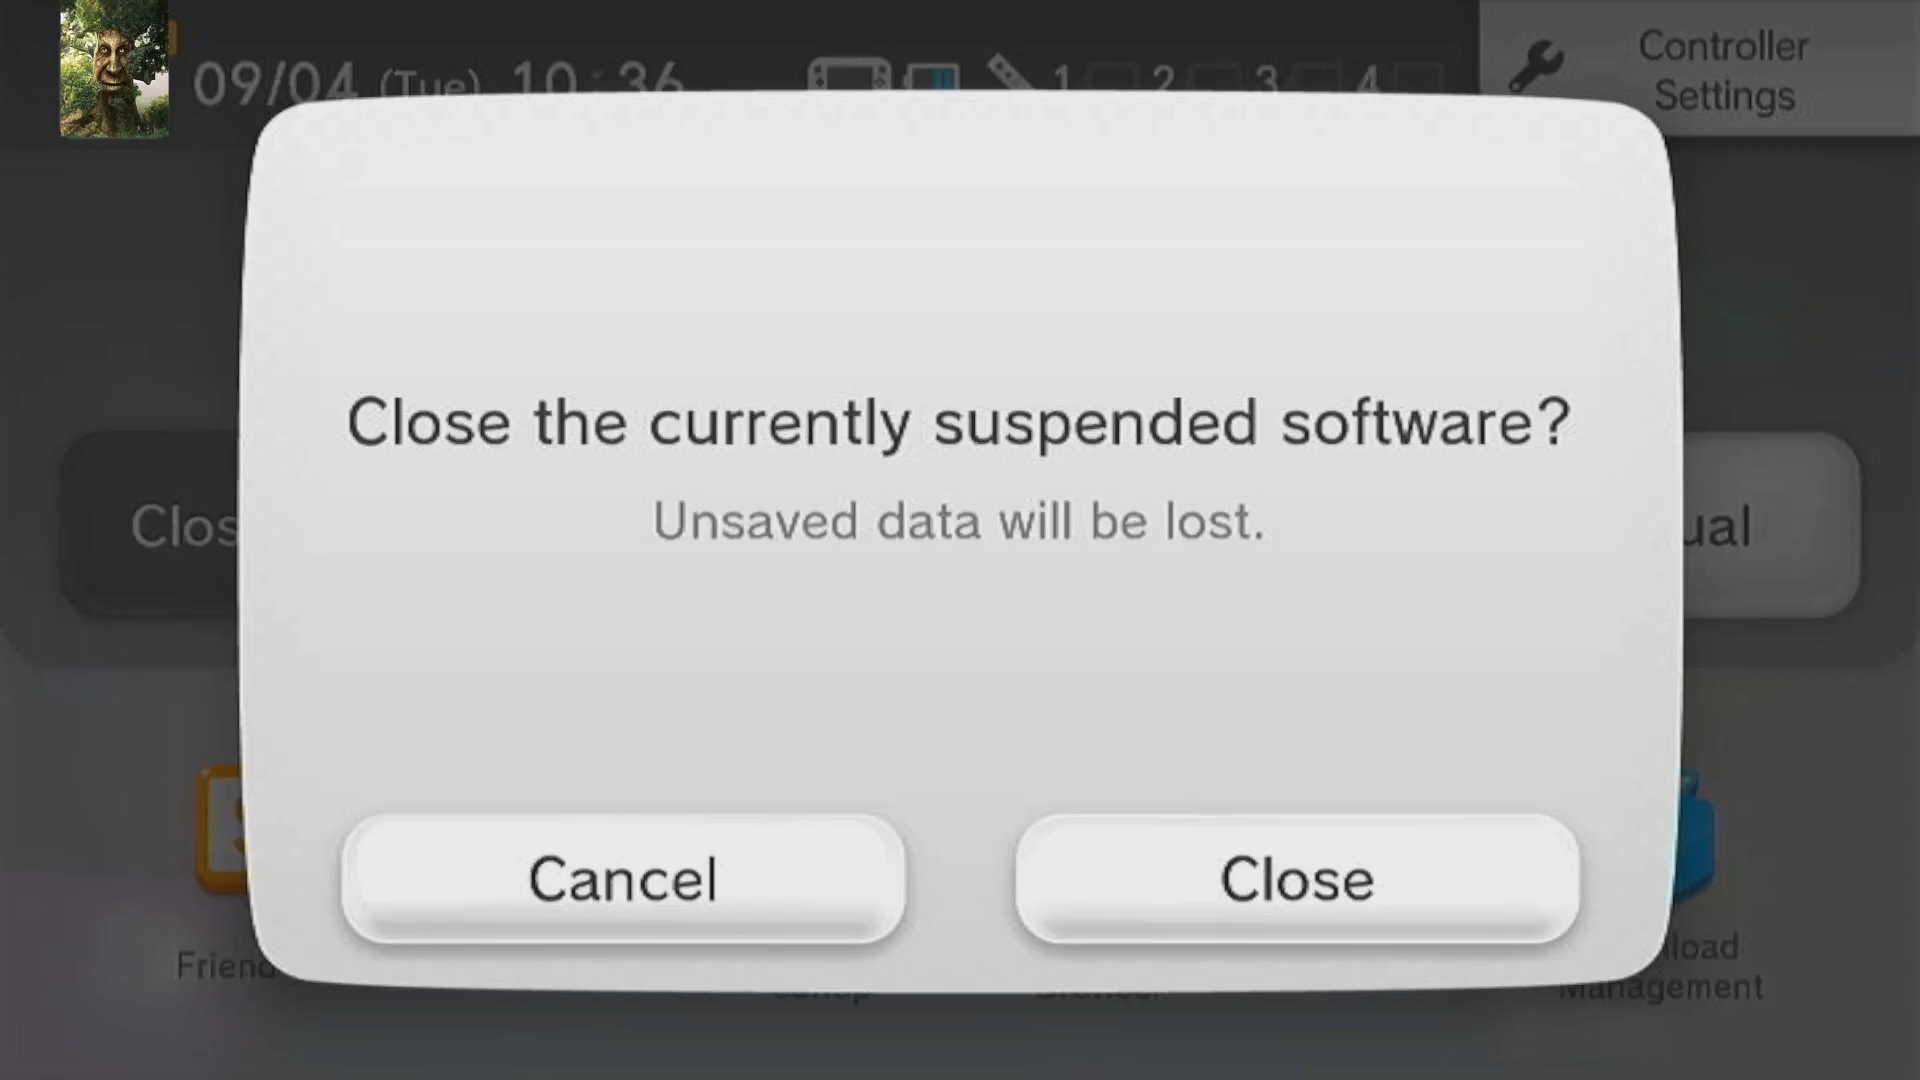 09/04 (Tue) 10:36
1 2 3 4
Controller
Settings
Close the currently suspended software?
Unsaved data will be lost.
Cancel
Close
Management